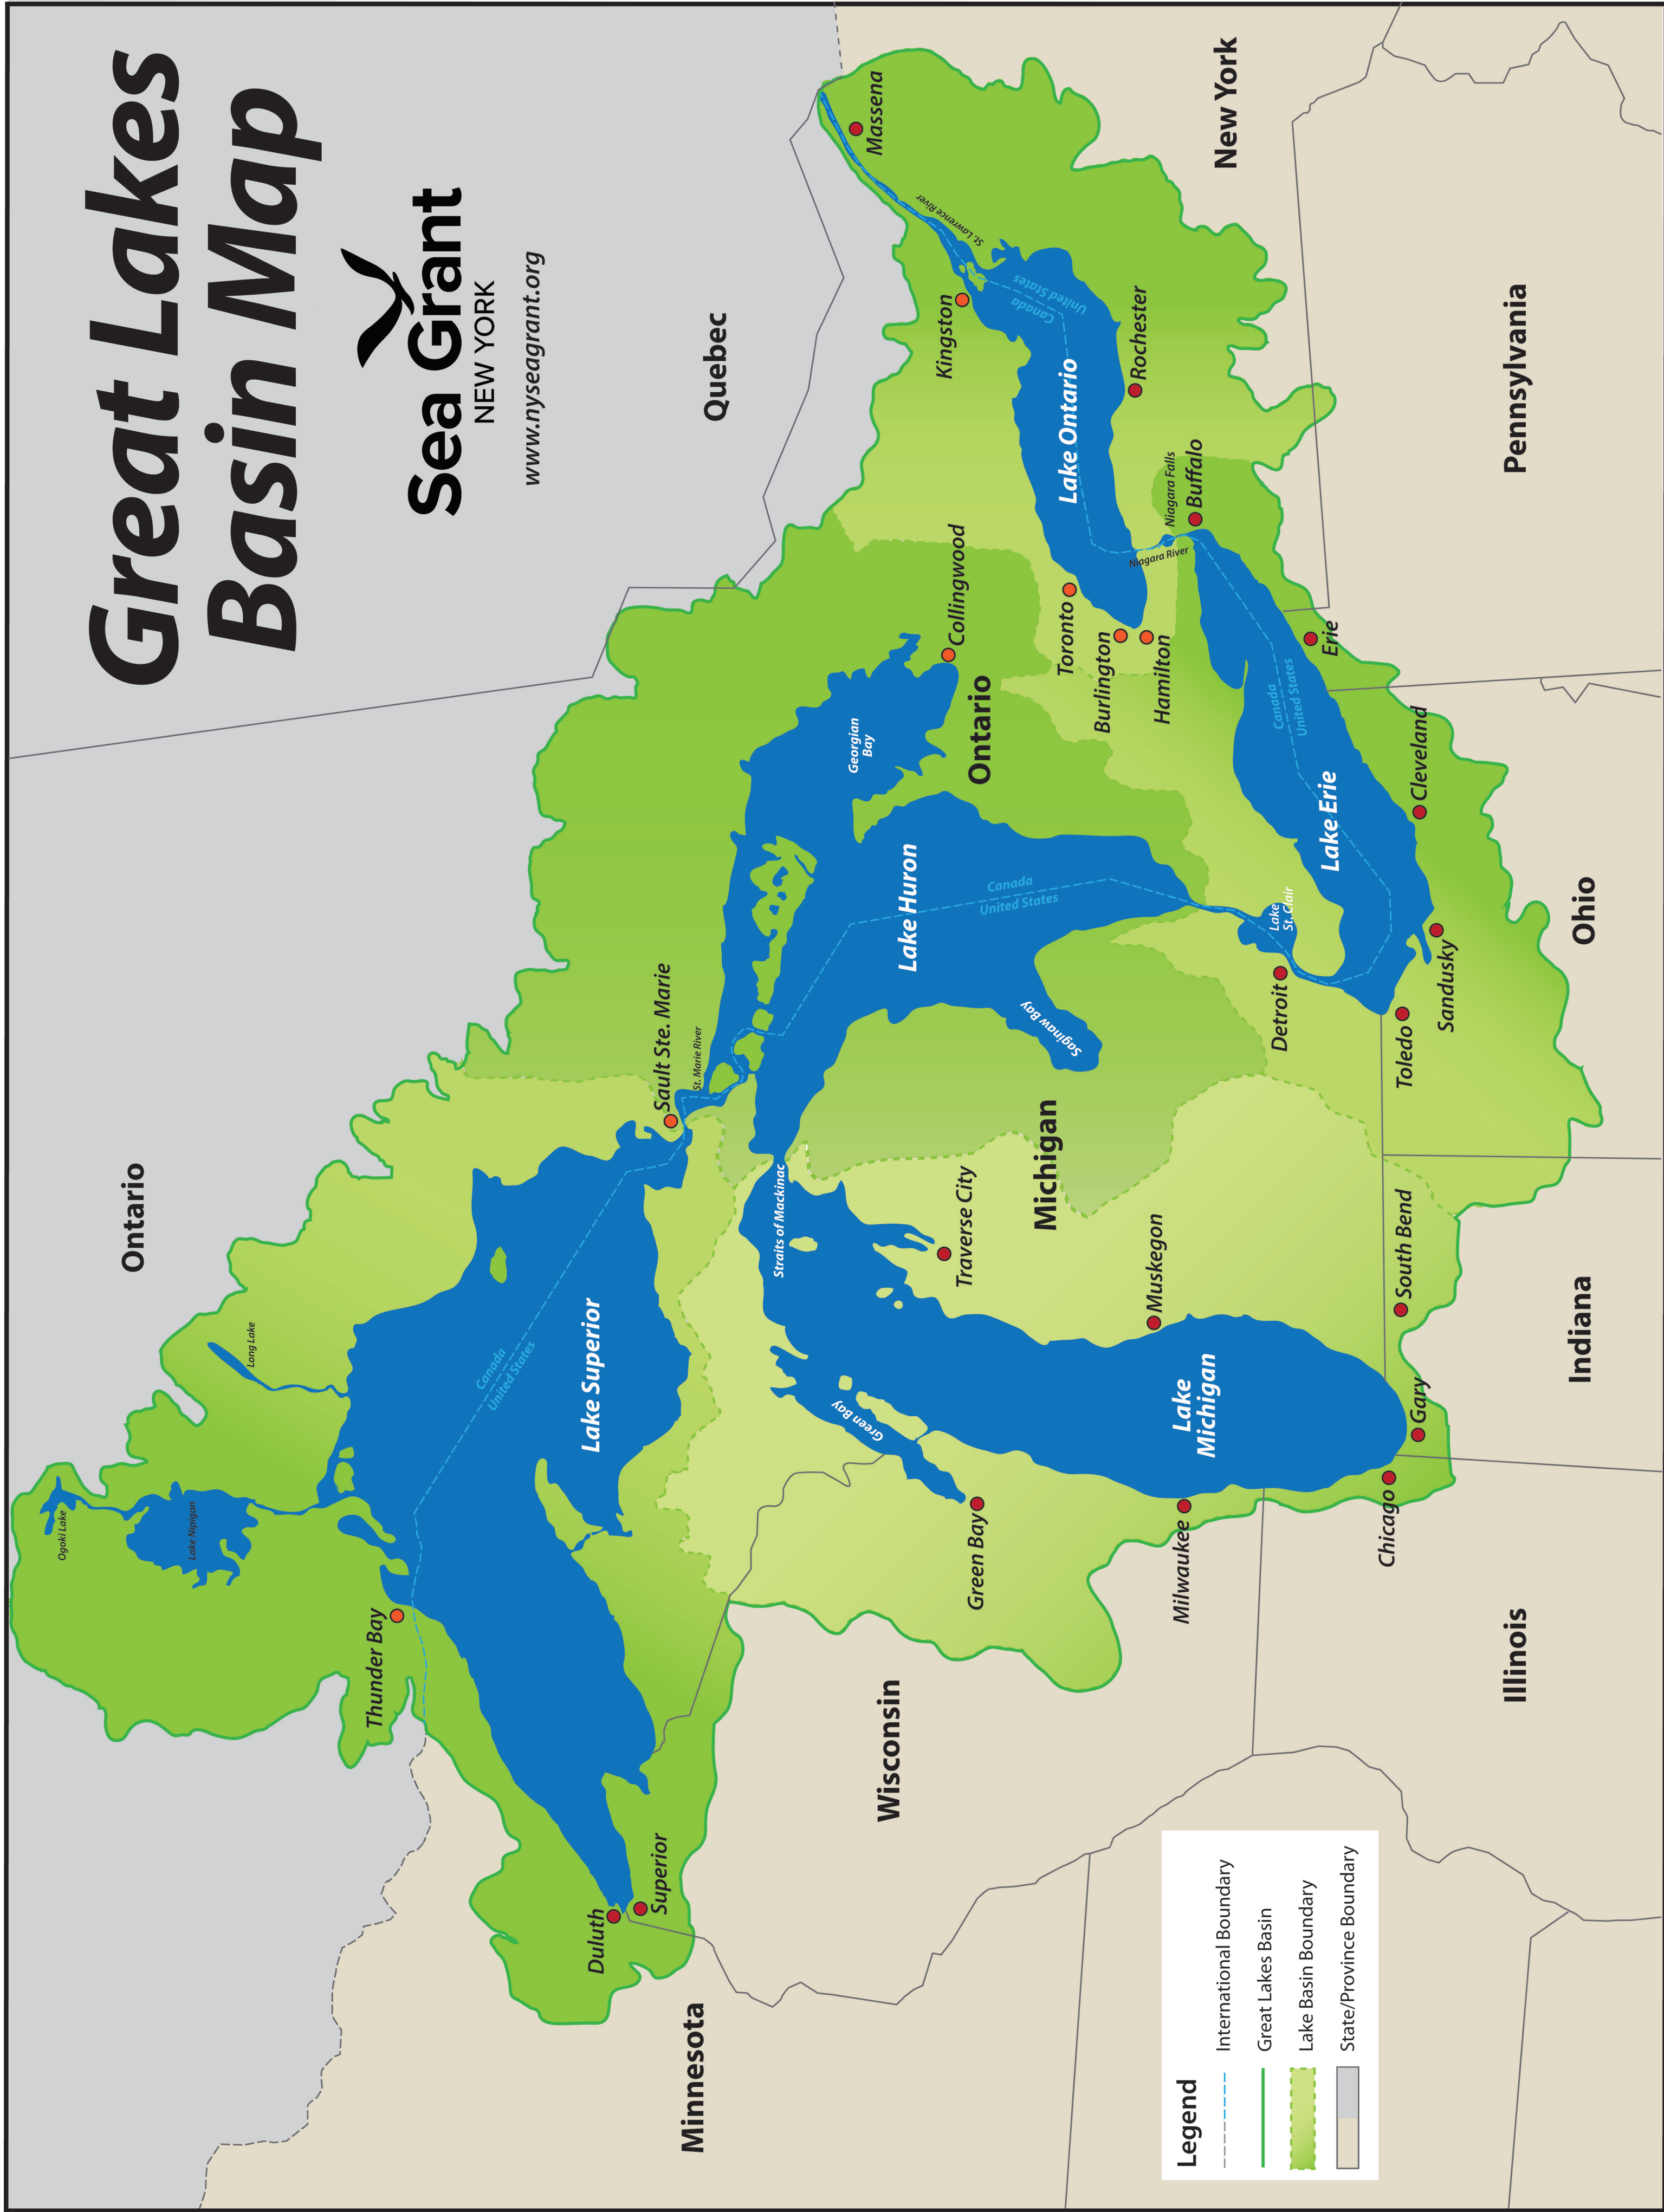 Great Lakes
Basin Map
Sea Grant
NEW YORK
www.nyseagrant.org
Ontario
Quebec
Ogoki Lake
Lake Nipigon
Long Lake
Thunder Bay
Canada
United States
Lake Superior
Duluth
Superior
Minnesota
Sault Ste. Marie
St. Marie River
Straits of Mackinac
Georgian
Bay
Collingwood
Ontario
Lake Huron
Canada
United States
Saginaw Bay
Massena
St. Lawrence River
Kingston
Canada
United States
Lake Ontario
Rochester
New York
Toronto
Burlington
Hamilton
Niagara River
Niagara Falls
Buffalo
Green Bay
Green Bay
Traverse City
Michigan
Muskegon
Lake
Michigan
Milwaukee
Wisconsin
Lake
St. Clair
Detroit
Canada
United States
Lake Erie
Erie
Cleveland
Sandusky
Toledo
South Bend
Gary
Chicago
Pennsylvania
Ohio
Indiana
Illinois
Legend
International Boundary
Great Lakes Basin
Lake Basin Boundary
State/Province Boundary